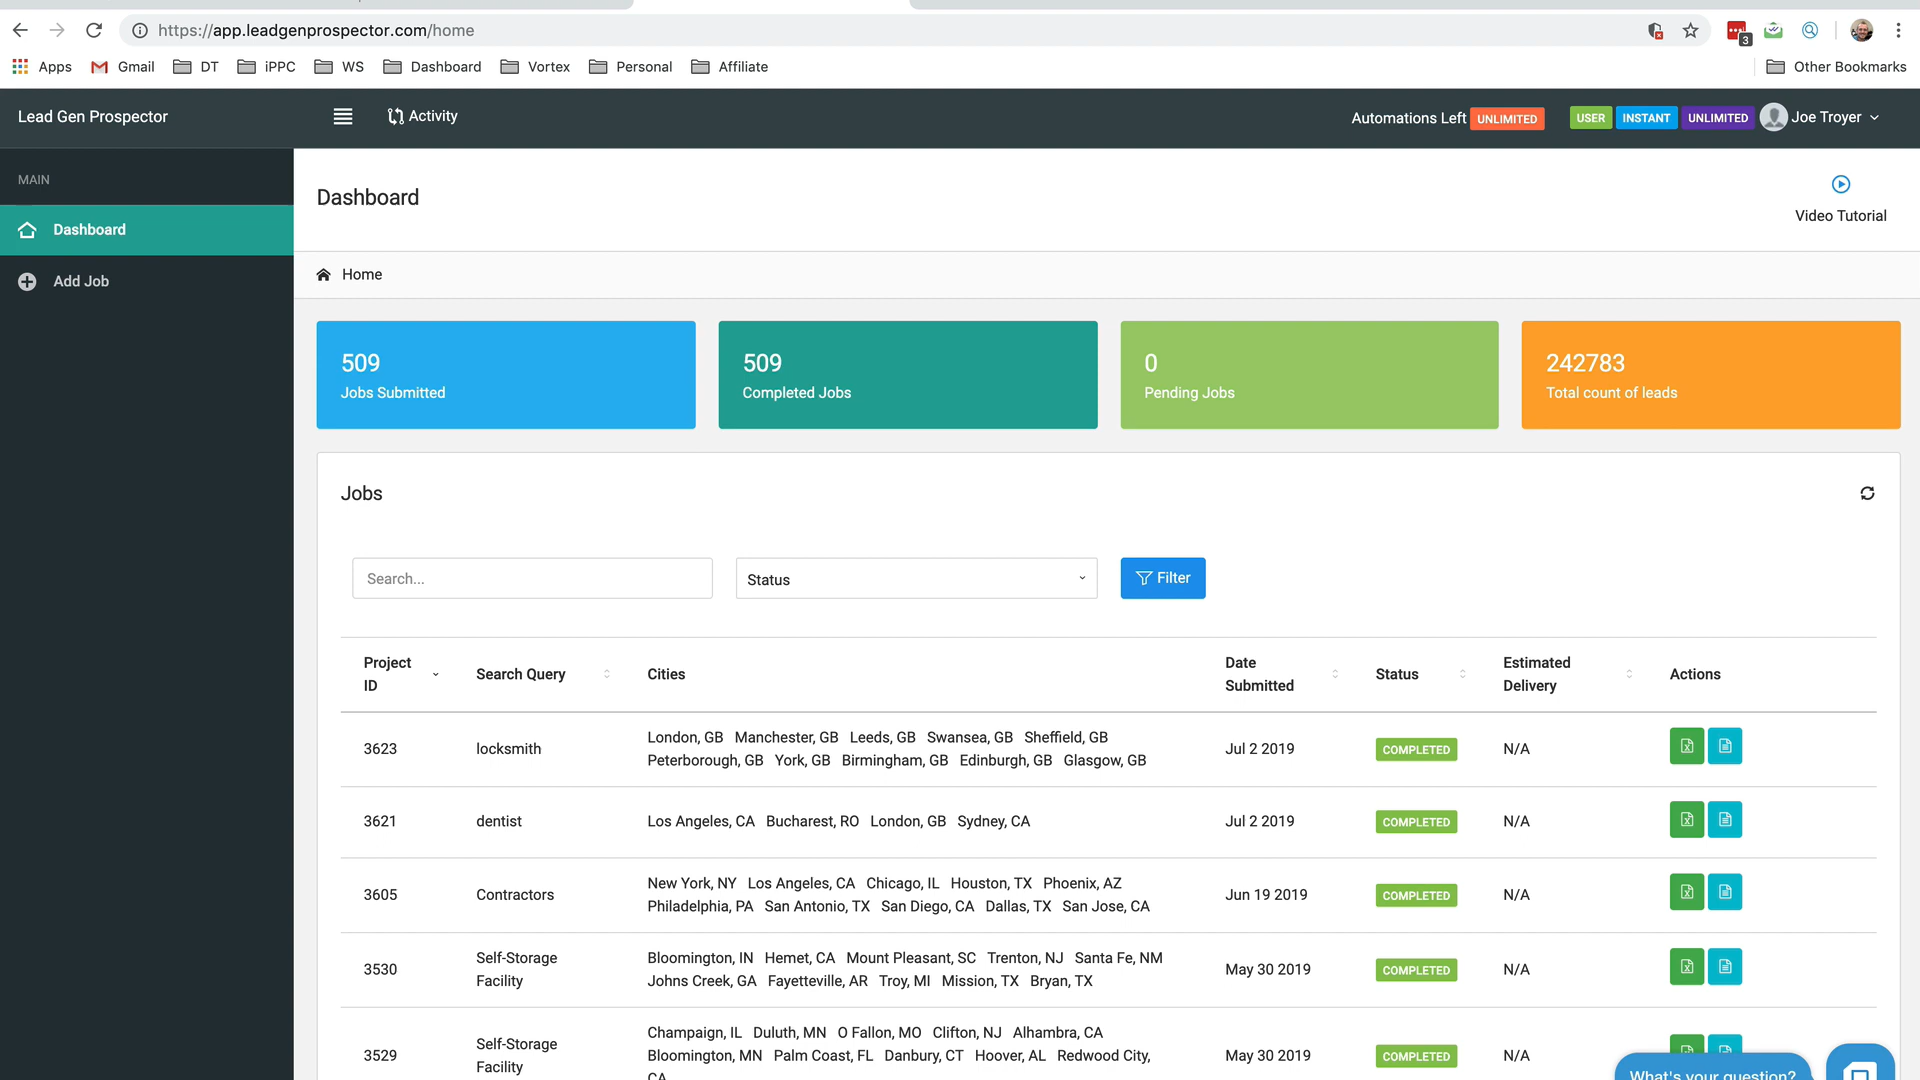 https://app.leadgenprospector.com/home
3
Apps Gmail DT iPPC WS Dashboard Vortex Personal Affiliate Other Bookmarks
Lead Gen Prospector Activity Automations Left UNLIMITED USER INSTANT UNLIMITED Joe Troyer
MAIN
Dashboard
Add Job
Dashboard
Video Tutorial
Home
509
Jobs Submitted
509
Completed Jobs
0
Pending Jobs
242783
Total count of leads
Jobs
Search... Status Filter
Project ID Search Query Cities Date Submitted Status Estimated Delivery Actions
3623 locksmith London, GB Manchester, GB Leeds, GB Swansea, GB Sheffield, GB
Peterborough, GB York, GB Birmingham, GB Edinburgh, GB Glasgow, GB Jul 2 2019 COMPLETED N/A
3621 dentist Los Angeles, CA Bucharest, RO London, GB Sydney, CA Jul 2 2019 COMPLETED N/A
3605 Contractors New York, NY Los Angeles, CA Chicago, IL Houston, TX Phoenix, AZ
Philadelphia, PA San Antonio, TX San Diego, CA Dallas, TX San Jose, CA Jun 19 2019 COMPLETED N/A
3530 Self-Storage Facility Bloomington, IN Hemet, CA Mount Pleasant, SC Trenton, NJ Santa Fe, NM
Johns Creek, GA Fayetteville, AR Troy, MI Mission, TX Bryan, TX May 30 2019 COMPLETED N/A
3529 Self-Storage Facility Champaign, IL Duluth, MN O Fallon, MO Clifton, NJ Alhambra, CA
Bloomington, MN Palm Coast, FL Danbury, CT Hoover, AL Redwood City,
CA May 30 2019 COMPLETED N/A
What's your question?